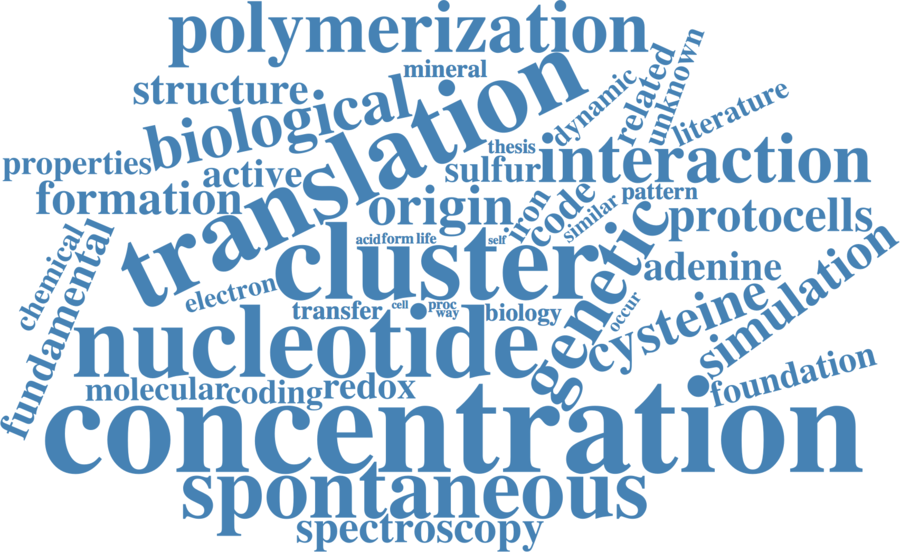 polymerization
mineral
structure
biological
translation
dynamic
related
unknown
literature
properties
active
thesis
sulfur
interaction
formation
origin
iron
code
similar
pattern
protocells
chemical
fundamental
acid
form
life
self
cluster
genetic
adenine
simulation
electron
transfer
cell
proc
way
biology
occur
cysteine
nucleotide
molecular
coding
redox
foundation
concentration
spontaneous
spectroscopy